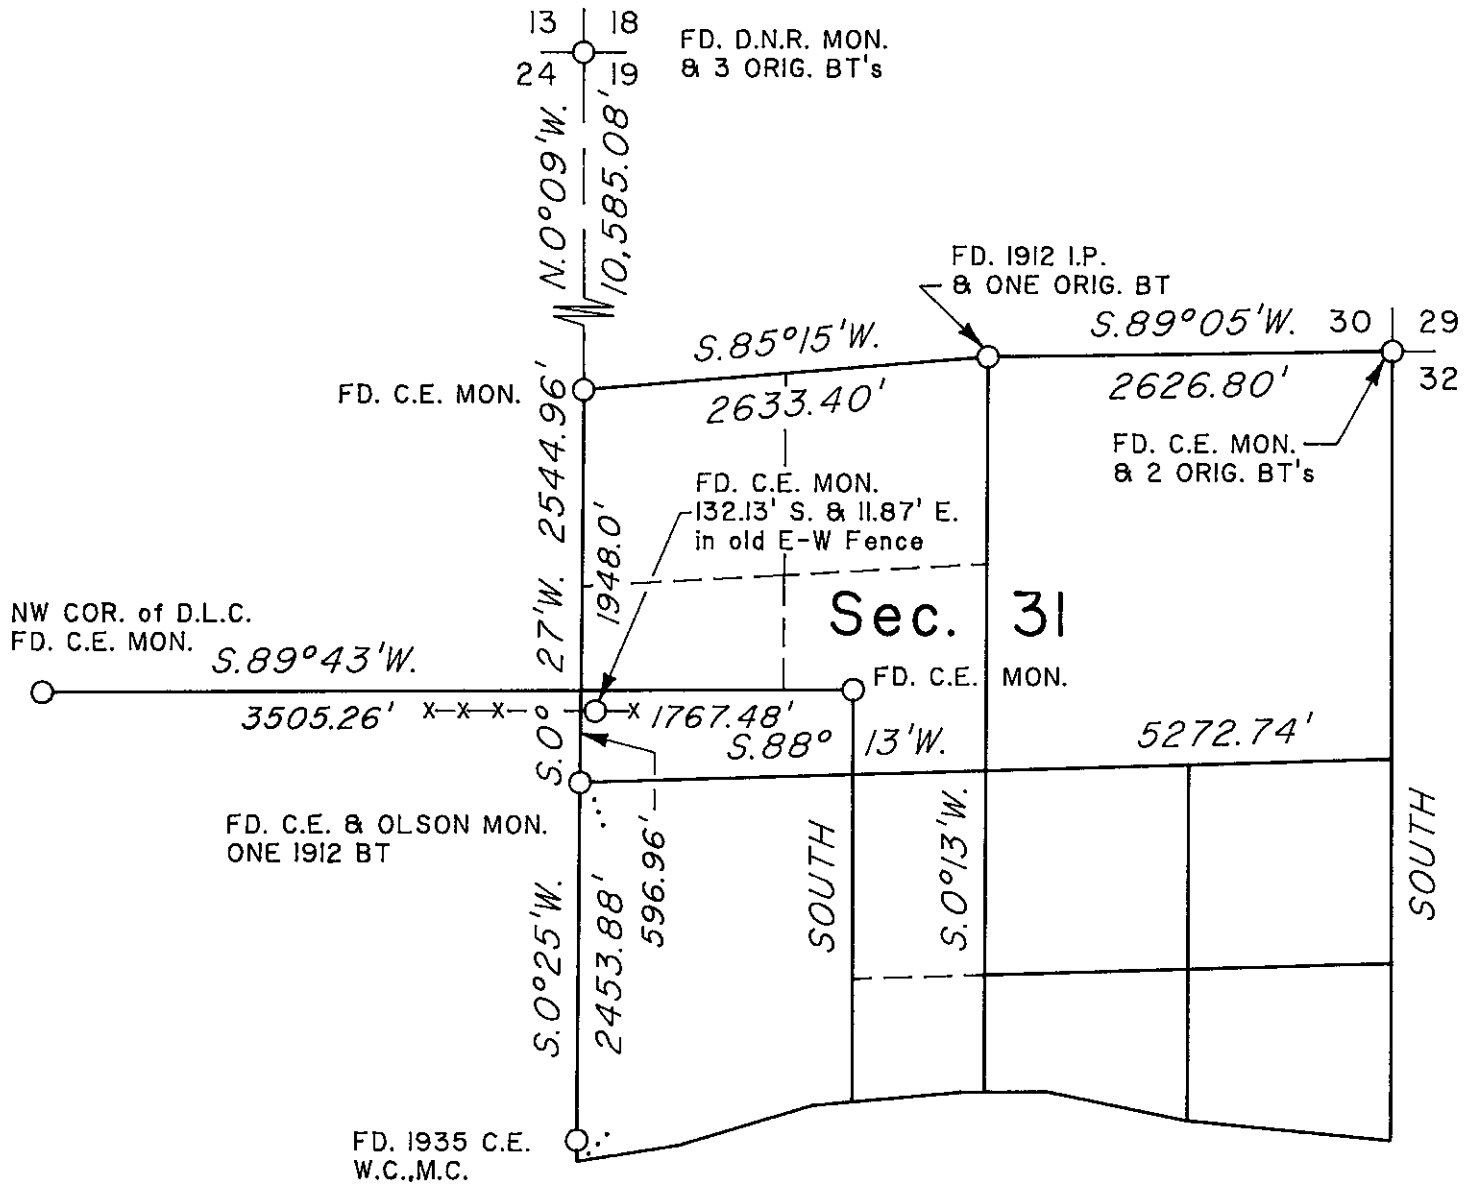 13 18
24 19
FD. D.N.R. MON.
& 3 ORIG. BT's
N.0°09'W.
10,585.08'
FD. 1912 I.P.
& ONE ORIG. BT
S.89°05'W.
30 29
32
2626.80'
S.85°15'W.
2633.40'
FD. C.E. MON.
FD. C.E. MON.
& 2 ORIG. BT's
S.0° 27'W. 2544.96'
1948.0'
FD. C.E. MON.
132.13' S. & 11.87' E.
in old E-W Fence
Sec. 31
NW COR. of D.L.C.
FD. C.E. MON.
S.89°43'W.
3505.26'
X-X-X- X
1767.48'
FD. C.E. MON.
S.88° 13'W.
5272.74'
FD. C.E. & OLSON MON.
ONE 1912 BT
596.96'
S.0°25'W.
2453.88'
SOUTH
S.0°13'W.
SOUTH
FD. 1935 C.E.
W.C.,M.C.